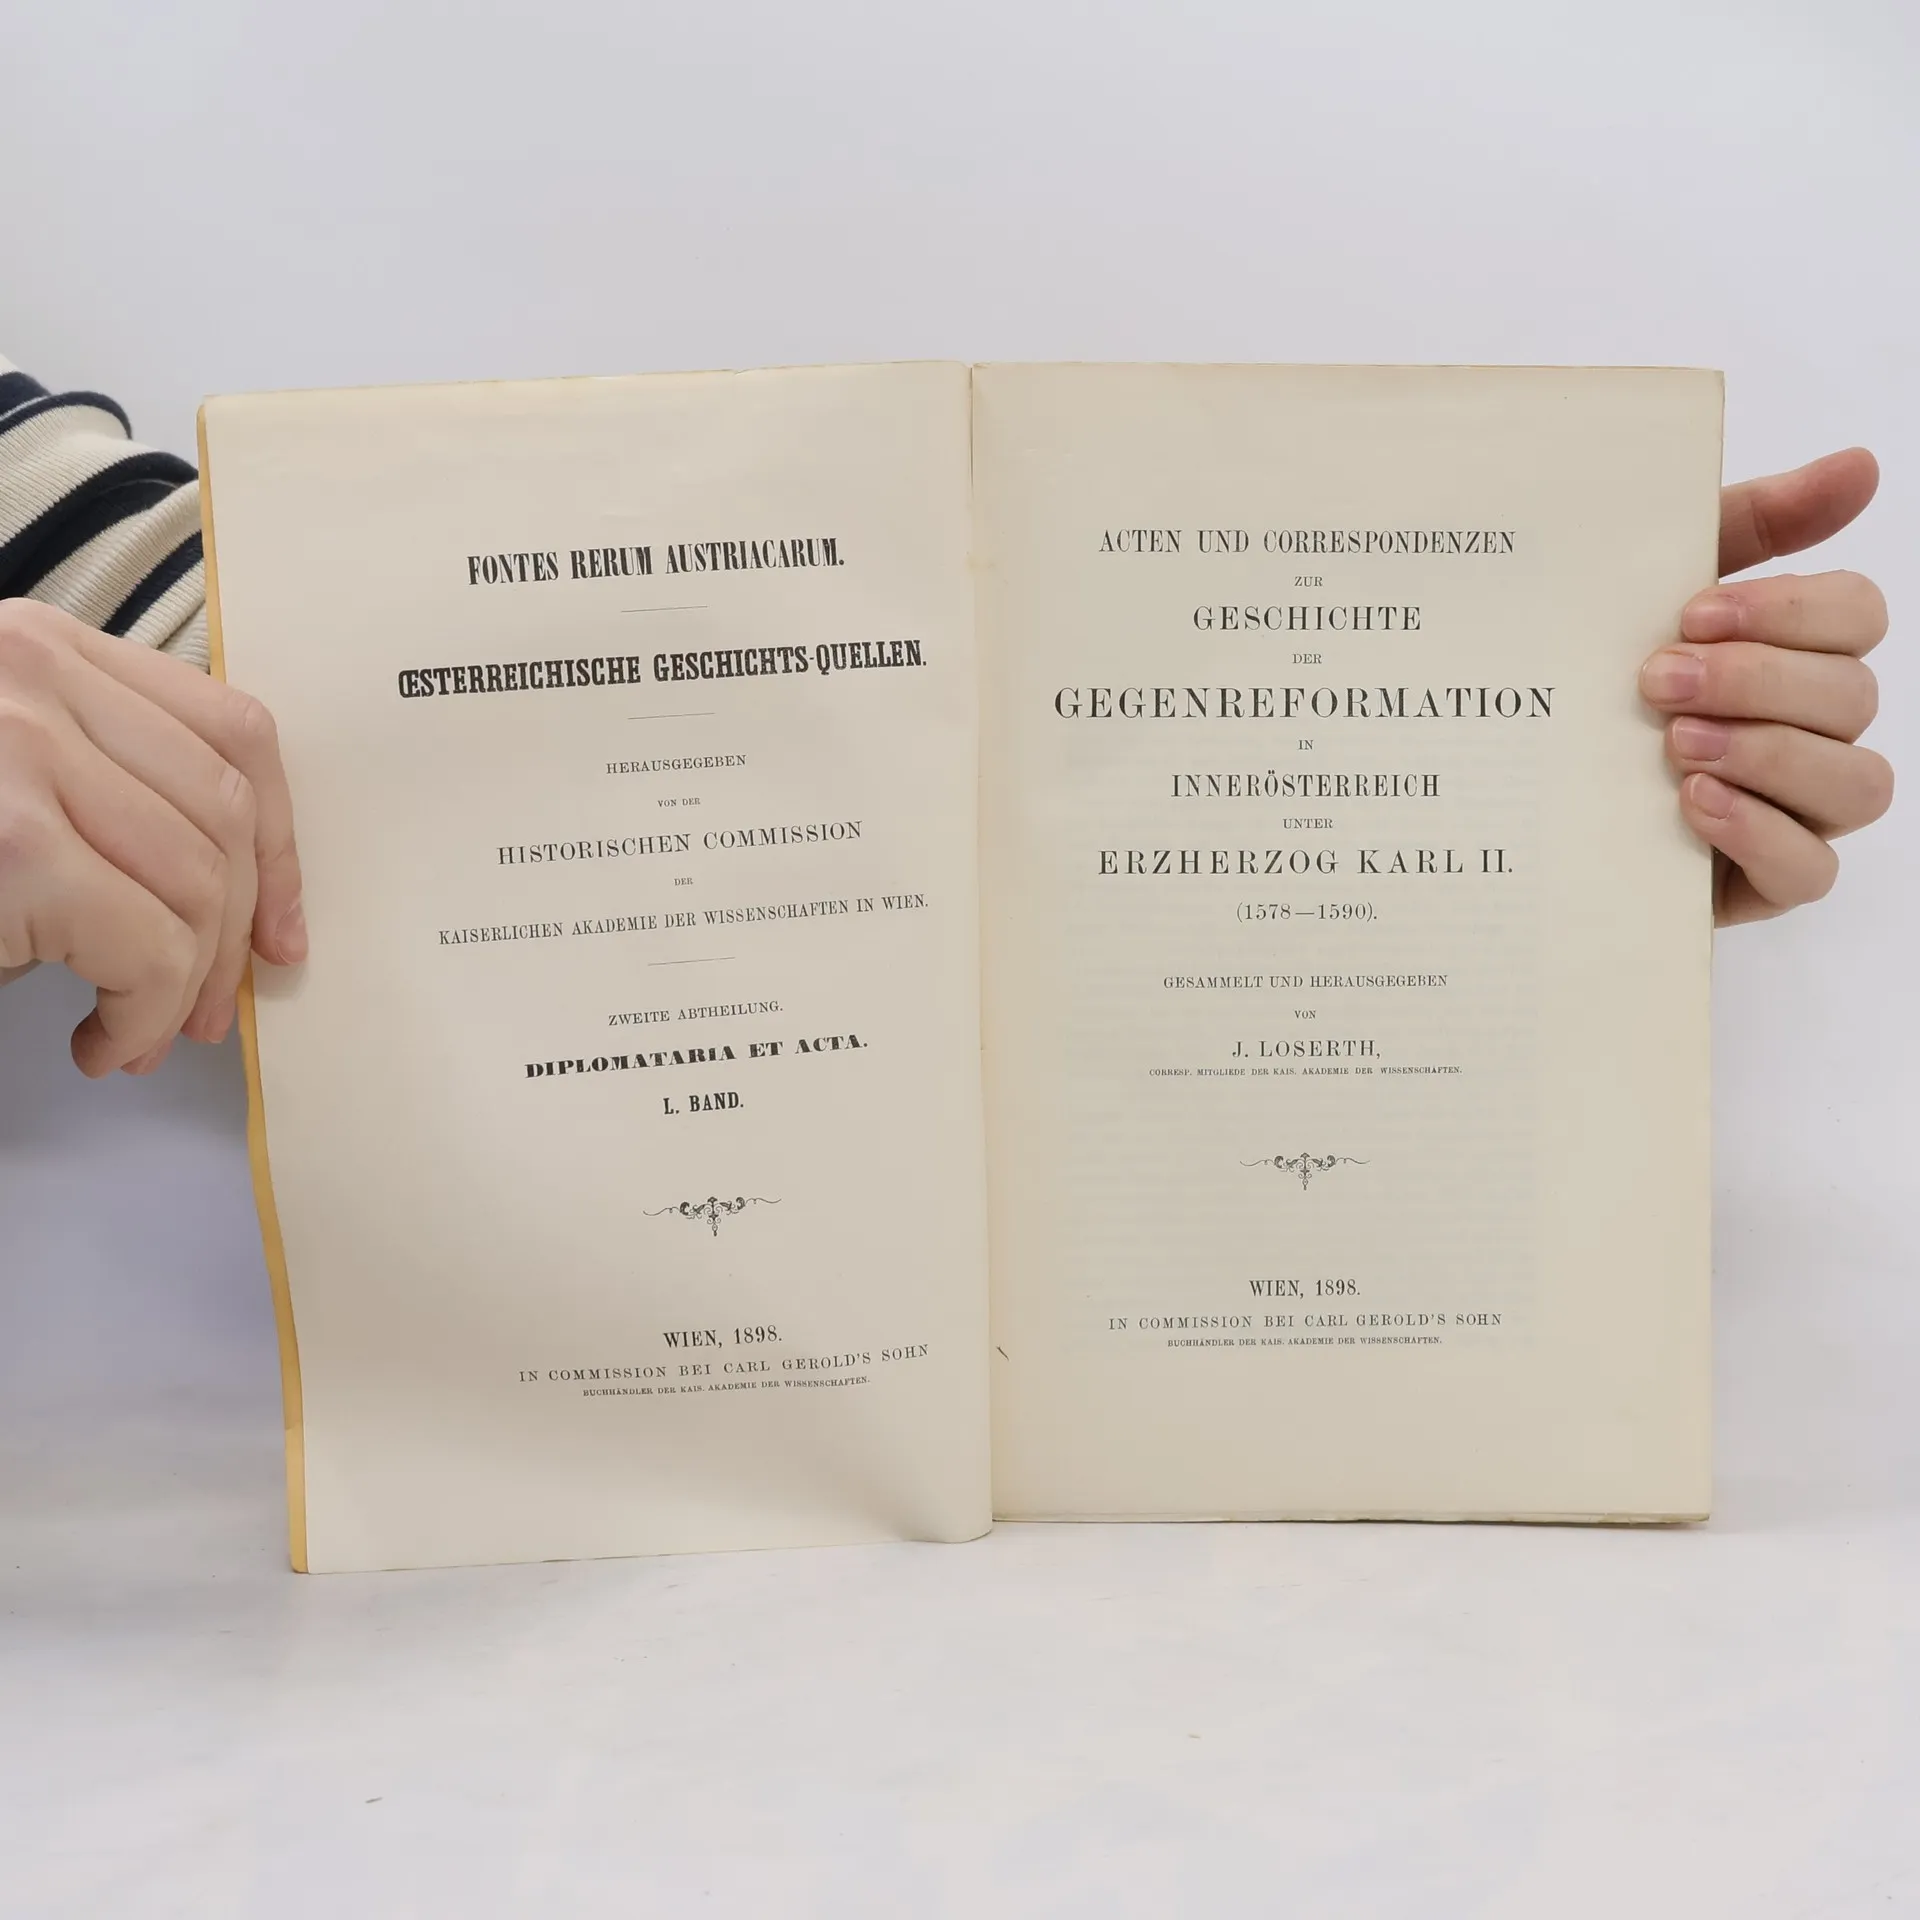 FONTES RERUM AUSTRIACARUM.
ŒSTERREICHISCHE GESCHICHTS-QUELLEN.
HERAUSGEGEBEN
VON DER
HISTORISCHEN COMMISSION
DER
KAISERLICHEN AKADEMIE DER WISSENSCHAFTEN IN WIEN.
ZWEITE ABTHEILUNG.
DIPLOMATARIA ET ACTA.
L. BAND.
WIEN, 1898.
IN COMMISSION BEI CARL GEROLD'S SOHN
BUCHHÄNDLER DER KAIS. AKADEMIE DER WISSENSCHAFTEN.
ACTEN UND CORRESPONDENZEN
ZUR
GESCHICHTE
DER
GEGENREFORMATION
IN
INNERÖSTERREICH
UNTER
ERZHERZOG KARL II.
(1578—1590).
GESAMMELT UND HERAUSGEGEBEN
VON
J. LOSERTH,
CORRESP. MITGLIEDE DER KAIS. AKADEMIE DER WISSENSCHAFTEN.
WIEN, 1898.
IN COMMISSION BEI CARL GEROLD'S SOHN
BUCHHÄNDLER DER KAIS. AKADEMIE DER WISSENSCHAFTEN.